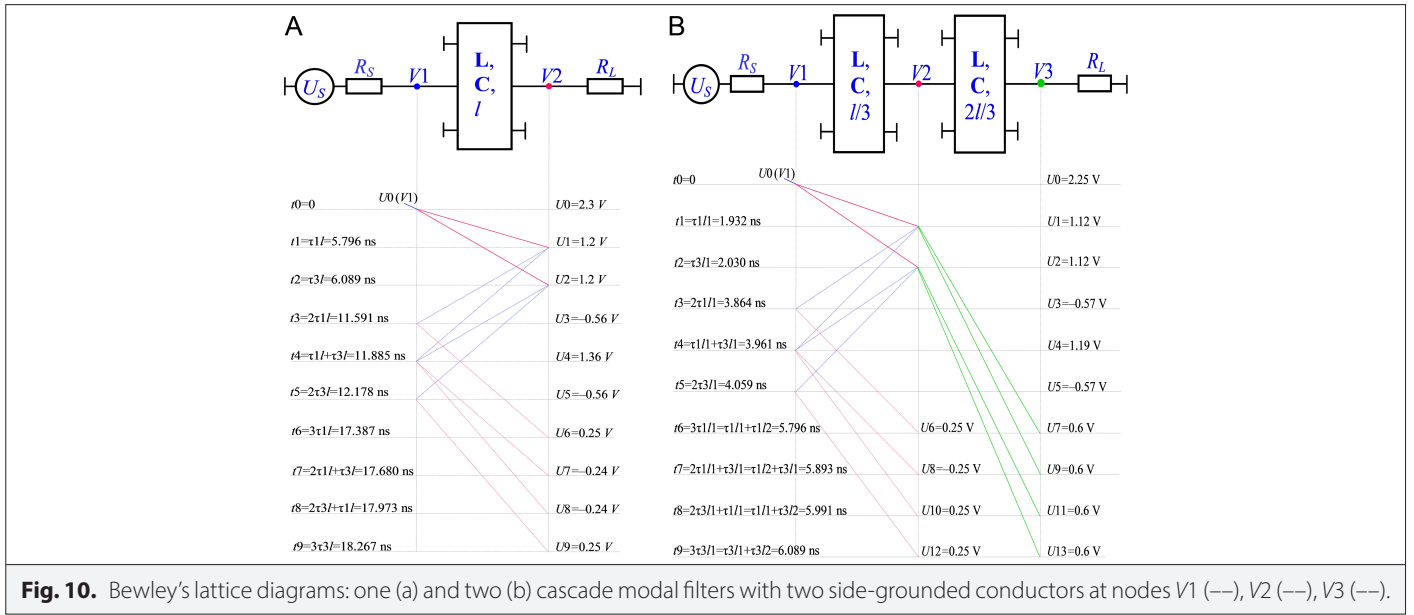 A
U_S
R_S
V1
L,
C,
l
V2
R_L
U0 (V1)
t0=0
U0=2.3 V
t1=τ1l=5.796 ns
U1=1.2 V
t2=τ3l=6.089 ns
U2=1.2 V
t3=2τ1l=11.591 ns
U3=–0.56 V
t4=τ1l+τ3l=11.885 ns
U4=1.36 V
t5=2τ3l=12.178 ns
U5=–0.56 V
t6=3τ1l=17.387 ns
U6=0.25 V
t7=2τ1l+τ3l=17.680 ns
U7=–0.24 V
t8=2τ3l+τ1l=17.973 ns
U8=–0.24 V
t9=3τ3l=18.267 ns
U9=0.25 V
B
U_S
R_S
V1
L,
C,
l/3
V2
L,
C,
2l/3
V3
R_L
t0=0
U0(V1)
U0=2.25 V
t1=τ1l1=1.932 ns
U1=1.12 V
t2=τ3l1=2.030 ns
U2=1.12 V
t3=2τ1l1=3.864 ns
U3=–0.57 V
t4=τ1l1+τ3l1=3.961 ns
U4=1.19 V
t5=2τ3l1=4.059 ns
U5=–0.57 V
t6=3τ1l1=τ1l1+τ1l2=5.796 ns
U6=0.25 V
U7=0.6 V
t7=2τ1l1+τ3l1=τ1l2+τ3l1=5.893 ns
U8=–0.25 V
U9=0.6 V
t8=2τ3l1+τ1l1=τ1l1+τ3l2=5.991 ns
U10=0.25 V
U11=0.6 V
t9=3τ3l1=τ3l1+τ3l2=6.089 ns
U12=0.25 V
U13=0.6 V
Fig. 10. Bewley’s lattice diagrams: one (a) and two (b) cascade modal filters with two side-grounded conductors at nodes V1 (––), V2 (––), V3 (––).